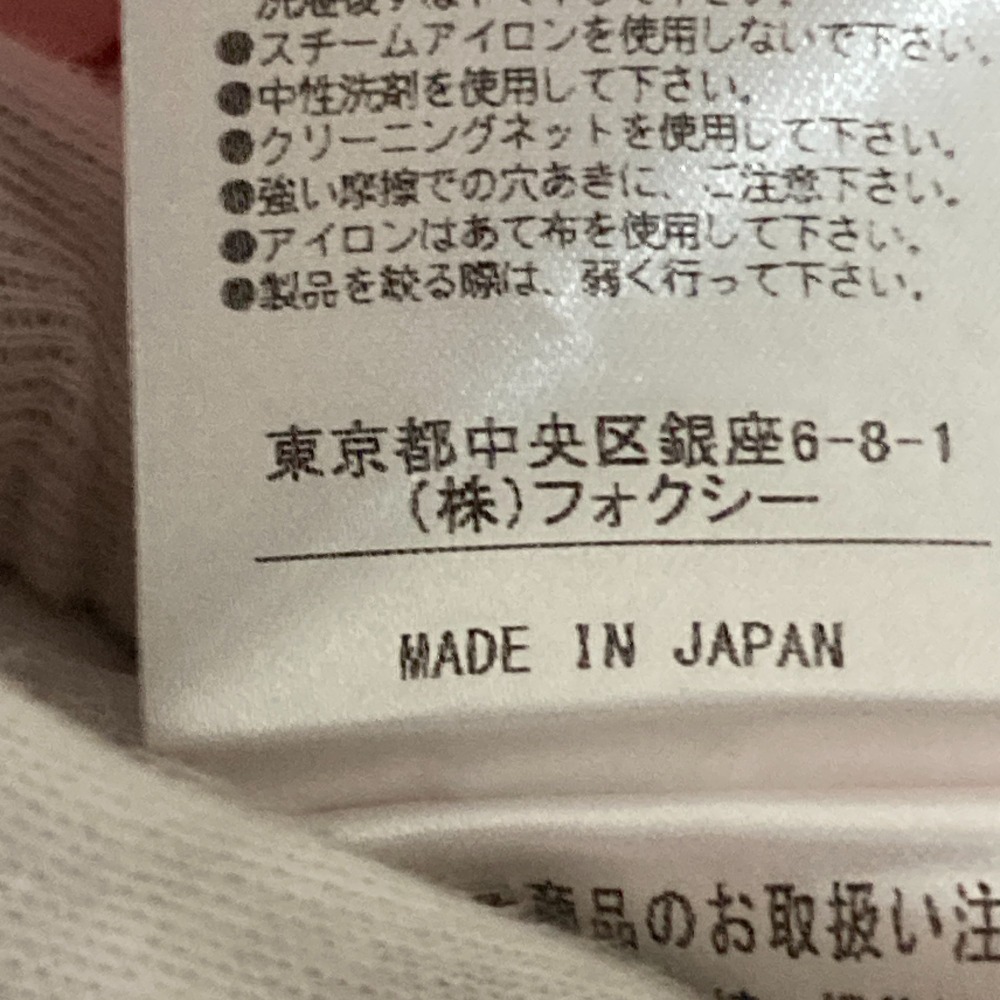 ●スチームアイロンを使用しないで下さい。
●中性洗剤を使用して下さい。
●クリーニングネットを使用して下さい。
●強い摩擦での穴あきに、ご注意下さい。
●アイロンはあて布を使用して下さい。
●製品を絞る際は、弱く行って下さい。
東京都中央区銀座6-8-1
(株)フォクシー
MADE IN JAPAN
商品のお取扱い注